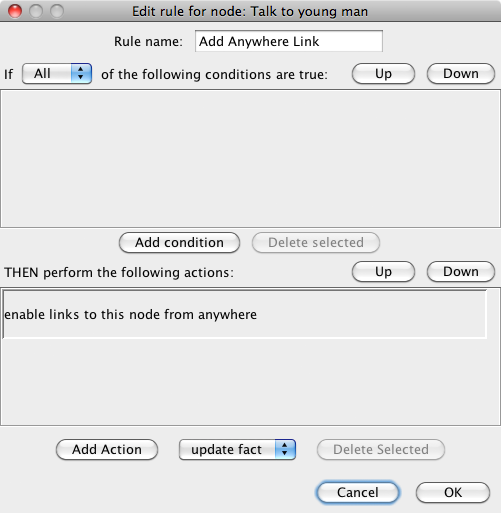 Edit rule for node: Talk to young man
Rule name: Add Anywhere Link
If All of the following conditions are true: Up Down
Add condition Delete selected
THEN perform the following actions: Up Down
enable links to this node from anywhere
Add Action update fact Delete Selected
Cancel OK